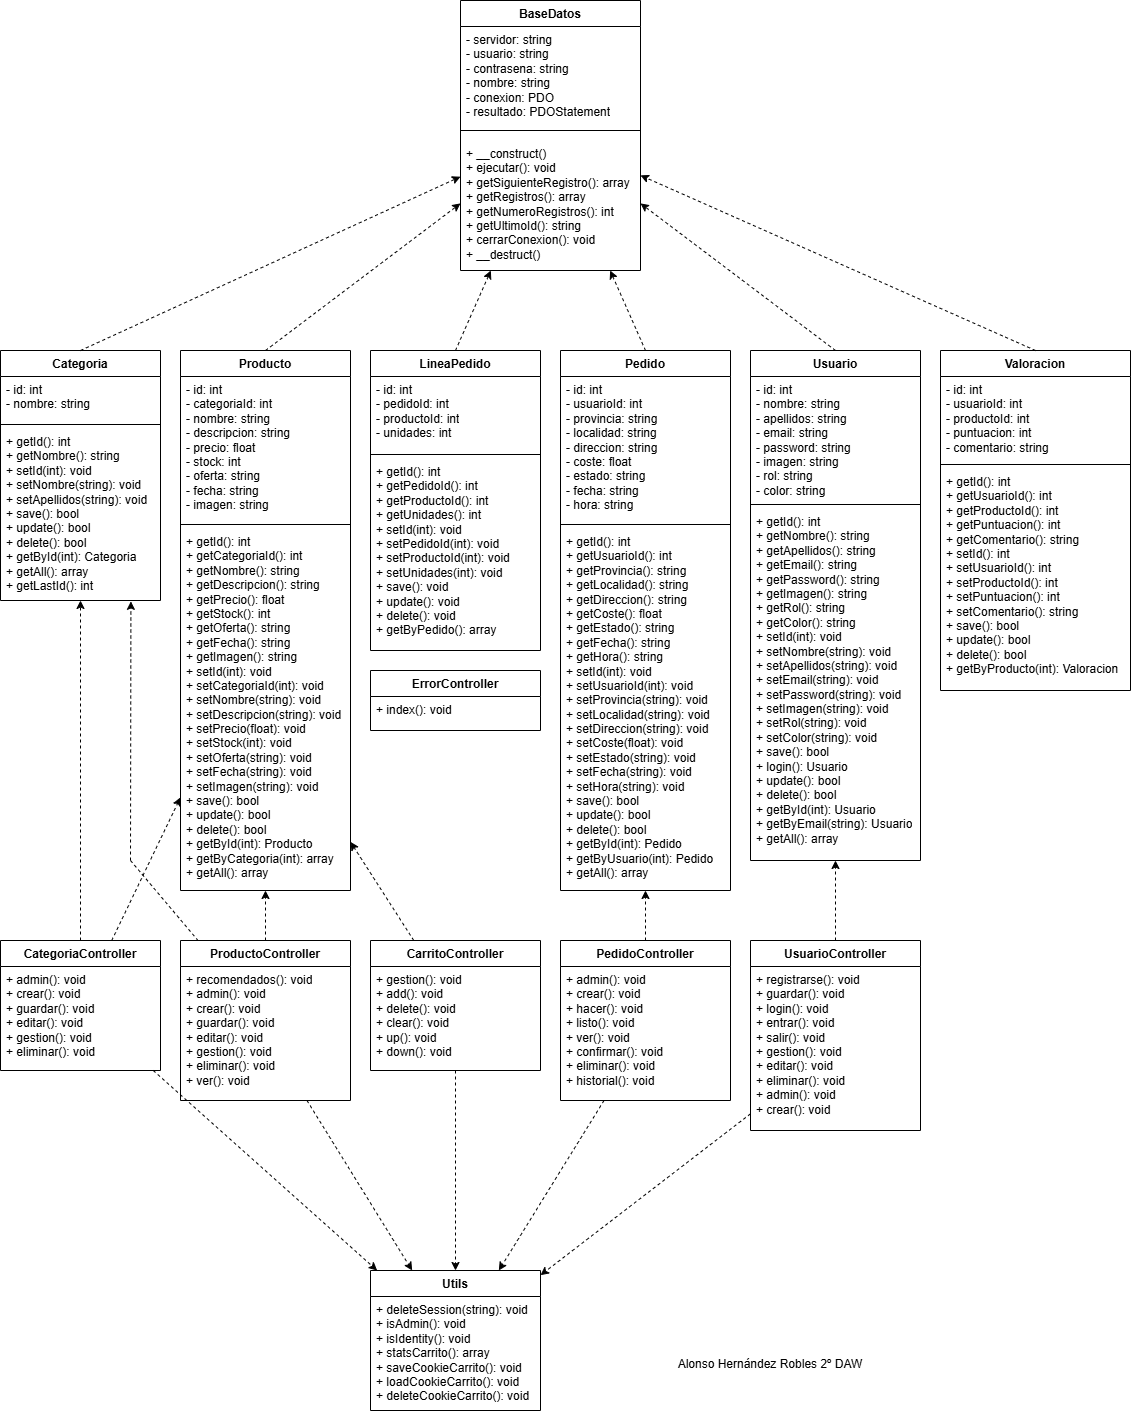 BaseDatos
- servidor: string
- usuario: string
- contrasena: string
- nombre: string
- conexion: PDO
- resultado: PDOStatement
+ __construct()
+ ejecutar(): void
+ getSiguienteRegistro(): array
+ getRegistros(): array
+ getNumeroRegistros(): int
+ getUltimoId(): string
+ cerrarConexion(): void
+ __destruct()
Categoria
- id: int
- nombre: string
+ getId(): int
+ getNombre(): string
+ setId(int): void
+ setNombre(string): void
+ setApellidos(string): void
+ save(): bool
+ update(): bool
+ delete(): bool
+ getById(int): Categoria
+ getAll(): array
+ getLastId(): int
Producto
- id: int
- categoriaId: int
- nombre: string
- descripcion: string
- precio: float
- stock: int
- oferta: string
- fecha: string
- imagen: string
+ getId(): int
+ getCategoriaId(): int
+ getNombre(): string
+ getDescripcion(): string
+ getPrecio(): float
+ getStock(): int
+ getOferta(): string
+ getFecha(): string
+ getImagen(): string
+ setId(int): void
+ setCategoriaId(int): void
+ setNombre(string): void
+ setDescripcion(string): void
+ setPrecio(float): void
+ setStock(int): void
+ setOferta(string): void
+ setFecha(string): void
+ setImagen(string): void
+ save(): bool
+ update(): bool
+ delete(): bool
+ getById(int): Producto
+ getByCategoria(int): array
+ getAll(): array
LineaPedido
- id: int
- pedidoId: int
- productoId: int
- unidades: int
+ getId(): int
+ getPedidoId(): int
+ getProductoId(): int
+ getUnidades(): int
+ setId(int): void
+ setPedidoId(int): void
+ setProductoId(int): void
+ setUnidades(int): void
+ save(): void
+ update(): void
+ delete(): void
+ getByPedido(): array
ErrorController
+ index(): void
Pedido
- id: int
- usuarioId: int
- provincia: string
- localidad: string
- direccion: string
- coste: float
- estado: string
- fecha: string
- hora: string
+ getId(): int
+ getUsuarioId(): int
+ getProvincia(): string
+ getLocalidad(): string
+ getDireccion(): string
+ getCoste(): float
+ getEstado(): string
+ getFecha(): string
+ getHora(): string
+ setId(int): void
+ setUsuarioId(int): void
+ setProvincia(string): void
+ setLocalidad(string): void
+ setDireccion(string): void
+ setCoste(float): void
+ setEstado(string): void
+ setFecha(string): void
+ setHora(string): void
+ save(): bool
+ update(): bool
+ delete(): bool
+ getById(int): Pedido
+ getByUsuario(int): Pedido
+ getAll(): array
Usuario
- id: int
- nombre: string
- apellidos: string
- email: string
- password: string
- imagen: string
- rol: string
- color: string
+ getId(): int
+ getNombre(): string
+ getApellidos(): string
+ getEmail(): string
+ getPassword(): string
+ getImagen(): string
+ getRol(): string
+ getColor(): string
+ setId(int): void
+ setNombre(string): void
+ setApellidos(string): void
+ setEmail(string): void
+ setPassword(string): void
+ setImagen(string): void
+ setRol(string): void
+ setColor(string): void
+ save(): bool
+ login(): Usuario
+ update(): bool
+ delete(): bool
+ getById(int): Usuario
+ getByEmail(string): Usuario
+ getAll(): array
Valoracion
- id: int
- usuarioId: int
- productoId: int
- puntuacion: int
- comentario: string
+ getId(): int
+ getUsuarioId(): int
+ getProductoId(): int
+ getPuntuacion(): int
+ getComentario(): string
+ setId(): int
+ setUsuarioId(): int
+ setProductoId(): int
+ setPuntuacion(): int
+ setComentario(): string
+ save(): bool
+ update(): bool
+ delete(): bool
+ getByProducto(int): Valoracion
CategoriaController
+ admin(): void
+ crear(): void
+ guardar(): void
+ editar(): void
+ gestion(): void
+ eliminar(): void
ProductoController
+ recomendados(): void
+ admin(): void
+ crear(): void
+ guardar(): void
+ editar(): void
+ gestion(): void
+ eliminar(): void
+ ver(): void
CarritoController
+ gestion(): void
+ add(): void
+ delete(): void
+ clear(): void
+ up(): void
+ down(): void
PedidoController
+ admin(): void
+ crear(): void
+ hacer(): void
+ listo(): void
+ ver(): void
+ confirmar(): void
+ eliminar(): void
+ historial(): void
UsuarioController
+ registrarse(): void
+ guardar(): void
+ login(): void
+ entrar(): void
+ salir(): void
+ gestion(): void
+ editar(): void
+ eliminar(): void
+ admin(): void
+ crear(): void
Utils
+ deleteSession(string): void
+ isAdmin(): void
+ isIdentity(): void
+ statsCarrito(): array
+ saveCookieCarrito(): void
+ loadCookieCarrito(): void
+ deleteCookieCarrito(): void
Alonso Hernández Robles 2º DAW